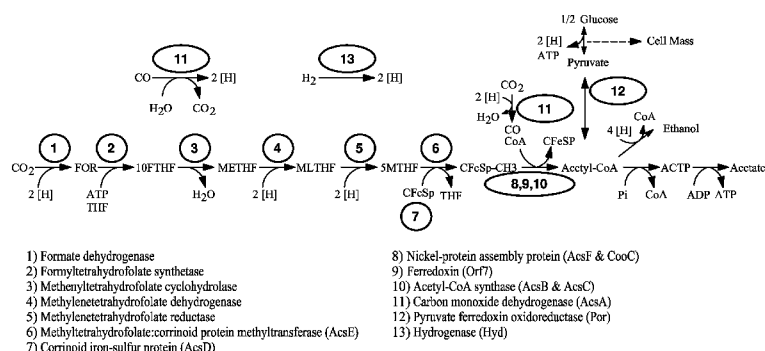 1/2 Glucose
11
13
2 [H]
ATP
Cell Mass
Pyruvate
CO
2 [H]
H2
2 [H]
H2O
CO2
CO2
2 [H]
H2O
CO
11
12
CoA
4 [H]
Ethanol
1
2
3
4
5
6
CoA
CFeSP
CO2
FOR
10FTHF
METHF
MLTHF
5MTHF
CFeSp-CH3
Acetyl-CoA
ACTP
Acetate
2 [H]
ATP
THF
H2O
2 [H]
2 [H]
CFeSp
THF
7
8,9,10
Pi
CoA
ADP
ATP
1) Formate dehydrogenase
2) Formyltetrahydrofolate synthetase
3) Methenyltetrahydrofolate cyclohydrolase
4) Methylenetetrahydrofolate dehydrogenase
5) Methylenetetrahydrofolate reductase
6) Methyltetrahydrofolate:corrinoid protein methyltransferase (AcsE)
7) Corrinoid iron-sulfur protein (AcsD)
8) Nickel-protein assembly protein (AcsF & CooC)
9) Ferredoxin (Orf7)
10) Acetyl-CoA synthase (AcsB & AcsC)
11) Carbon monoxide dehydrogenase (AcsA)
12) Pyruvate ferredoxin oxidoreductase (Por)
13) Hydrogenase (Hyd)